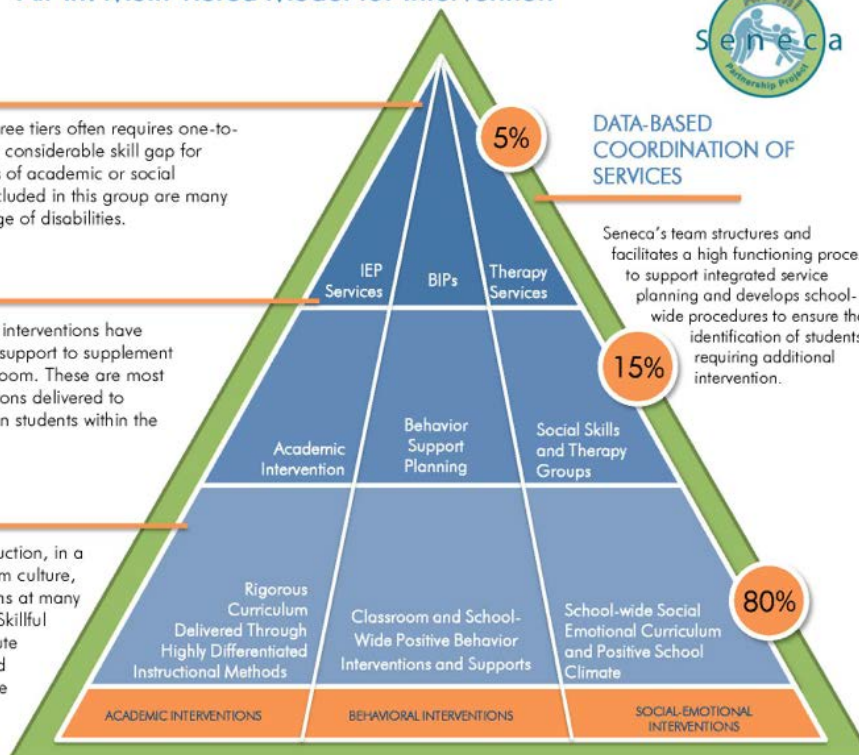 Seneca
Partnership Project
5%
DATA-BASED
COORDINATION OF
SERVICES
ree tiers often requires one-to-
considerable skill gap for
s of academic or social
cluded in this group are many
ge of disabilities.
Seneca's team structures and
facilitates a high functioning proce
to support integrated service
planning and develops school-
wide procedures to ensure the
identification of students
requiring additional
intervention.
IEP
Services
BIPs
Therapy
Services
interventions have
support to supplement
oom. These are most
ons delivered to
n students within the
15%
Academic
Intervention
Behavior
Support
Planning
Social Skills
and Therapy
Groups
uction, in a
m culture,
ns at many
Skillful
ute
d
e
80%
Rigorous
Curriculum
Delivered Through
Highly Differentiated
Instructional Methods
Classroom and School-
Wide Positive Behavior
Interventions and Supports
School-wide Social
Emotional Curriculum
and Positive School
Climate
ACADEMIC INTERVENTIONS
BEHAVIORAL INTERVENTIONS
SOCIAL-EMOTIONAL
INTERVENTIONS